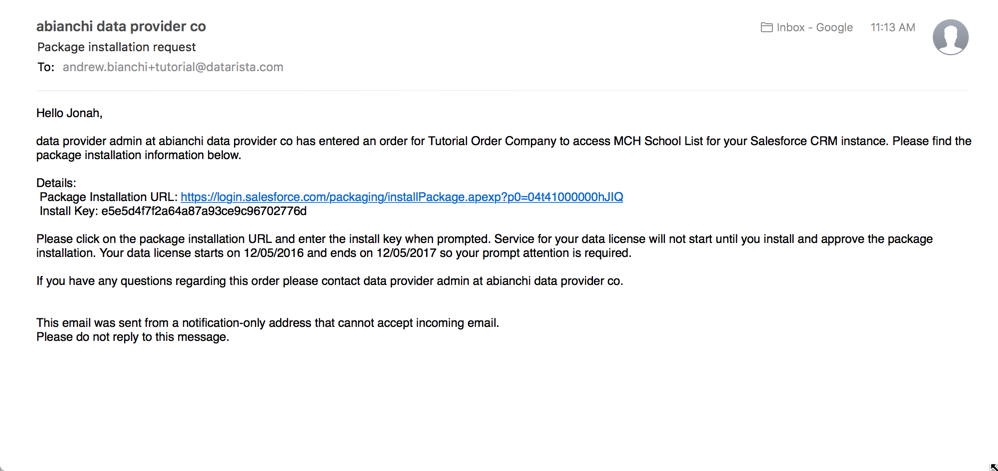 abianchi data provider co
Inbox - Google 11:13 AM
Package installation request
To: andrew.bianchi+tutorial@datarista.com
Hello Jonah,
data provider admin at abianchi data provider co has entered an order for Tutorial Order Company to access MCH School List for your Salesforce CRM instance. Please find the
package installation information below.
Details:
Package Installation URL: https://login.salesforce.com/packaging/installPackage.apexp?p0=04t41000000hJIQ
Install Key: e5e5d4f7f2a64a87a93ce9c96702776d
Please click on the package installation URL and enter the install key when prompted. Service for your data license will not start until you install and approve the package
installation. Your data license starts on 12/05/2016 and ends on 12/05/2017 so your prompt attention is required.
If you have any questions regarding this order please contact data provider admin at abianchi data provider co.
This email was sent from a notification-only address that cannot accept incoming email.
Please do not reply to this message.